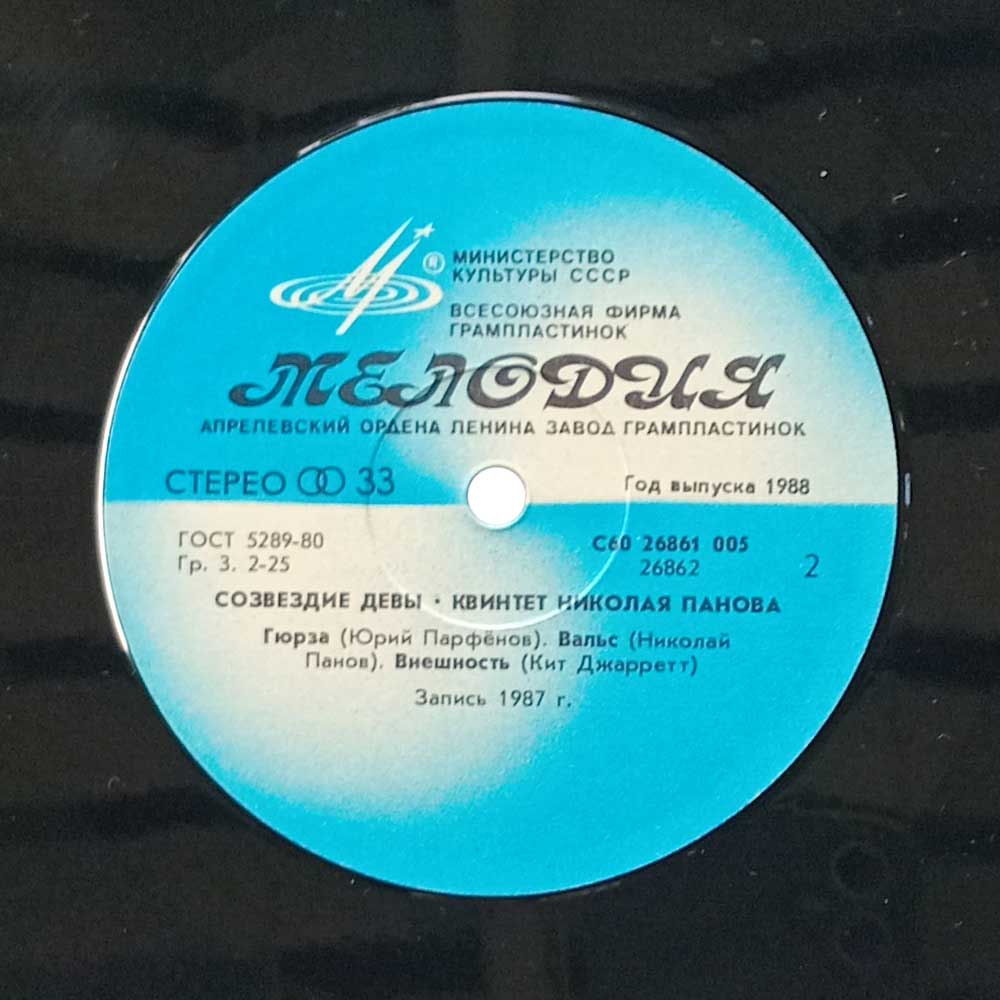 ®
МИНИСТЕРСТВО
КУЛЬТУРЫ СССР
ВСЕСОЮЗНАЯ ФИРМА
ГРАМПЛАСТИНОК
МЕЛОДИЯ
АПРЕЛЕВСКИЙ ОРДЕНА ЛЕНИНА ЗАВОД ГРАМПЛАСТИНОК
СТЕРЕО 33
Год выпуска 1988
ГОСТ 5289-80
С60 26861 005
Гр. 3. 2-25
26862
2
СОЗВЕЗДИЕ ДЕВЫ • КВИНТЕТ НИКОЛАЯ ПАНОВА
Гюрза (Юрий Парфёнов). Вальс (Николай
Панов). Внешность (Кит Джарретт)
Запись 1987 г.